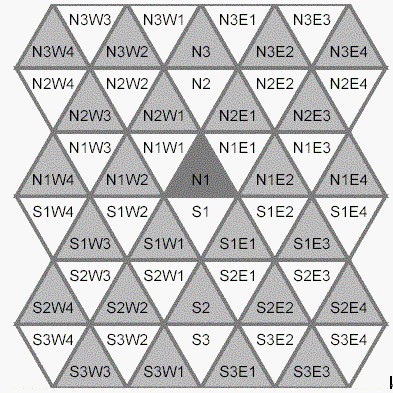 N3W3 N3W1 N3E1 N3E3
N3W4 N3W2 N3 N3E2 N3E4
N2W4 N2W2 N2 N2E2 N2E4
N2W3 N2W1 N2E1 N2E3
N1W3 N1W1 N1E1 N1E3
N1W4 N1W2 N1 N1E2 N1E4
S1W4 S1W2 S1 S1E2 S1E4
S1W3 S1W1 S1E1 S1E3
S2W3 S2W1 S2E1 S2E3
S2W4 S2W2 S2 S2E2 S2E4
S3W4 S3W2 S3 S3E2 S3E4
S3W3 S3W1 S3E1 S3E3